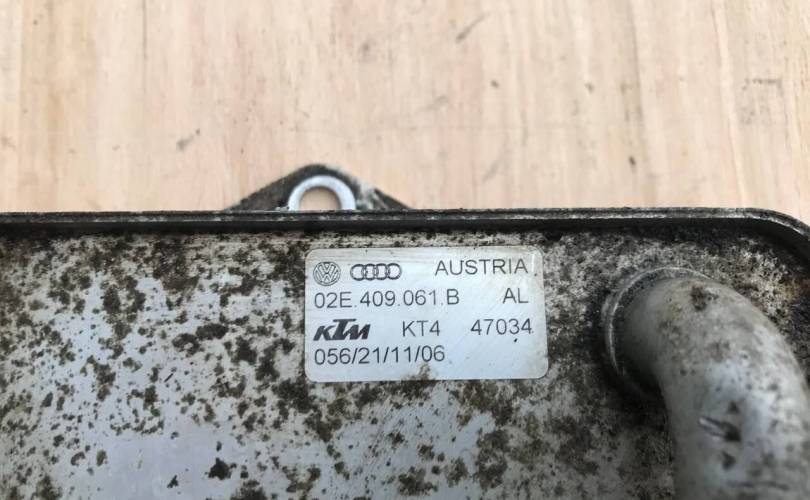 AUSTRIA
02E.409.061.B AL
KTM KT4 47034
056/21/11/06